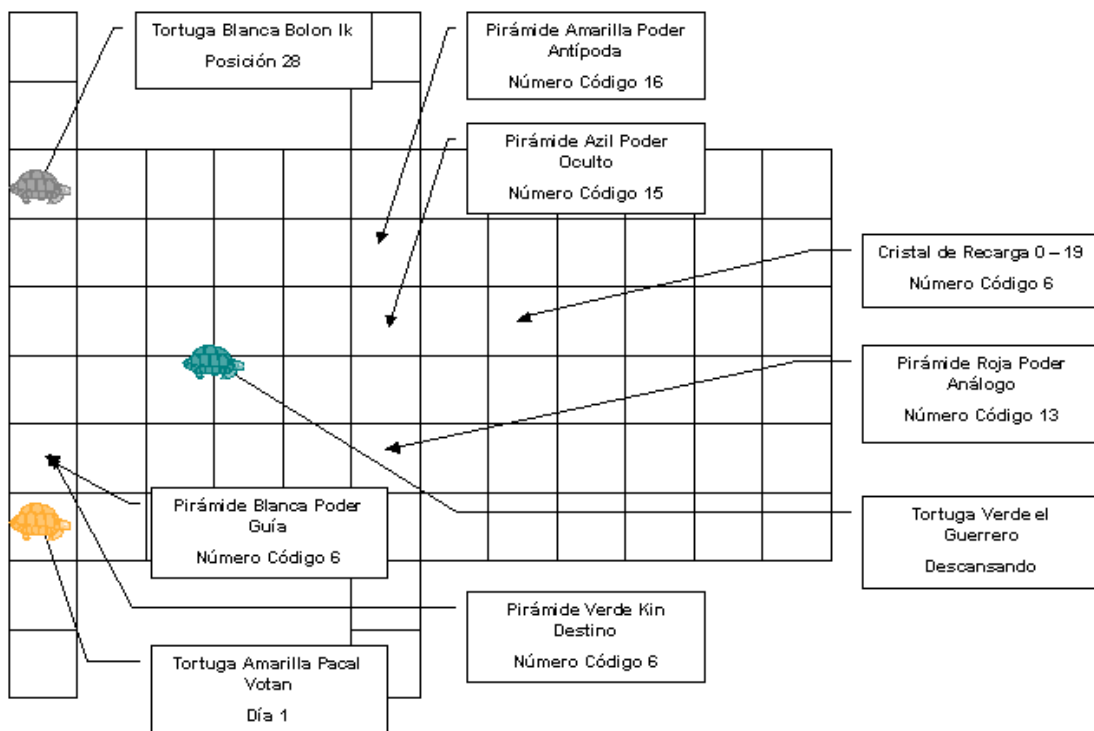 Tortuga Blanca Bolon Ik
Posición 28
Pirámide Amarilla Poder
Antípoda
Número Código 16
Pirámide Azil Poder
Oculto
Número Código 15
Cristal de Recarga 0 – 19
Número Código 6
Pirámide Roja Poder
Análogo
Número Código 13
Pirámide Blanca Poder
Guía
Número Código 6
Tortuga Verde el
Guerrero
Descansando
Pirámide Verde Kin
Destino
Número Código 6
Tortuga Amarilla Pacal
Votan
Día 1